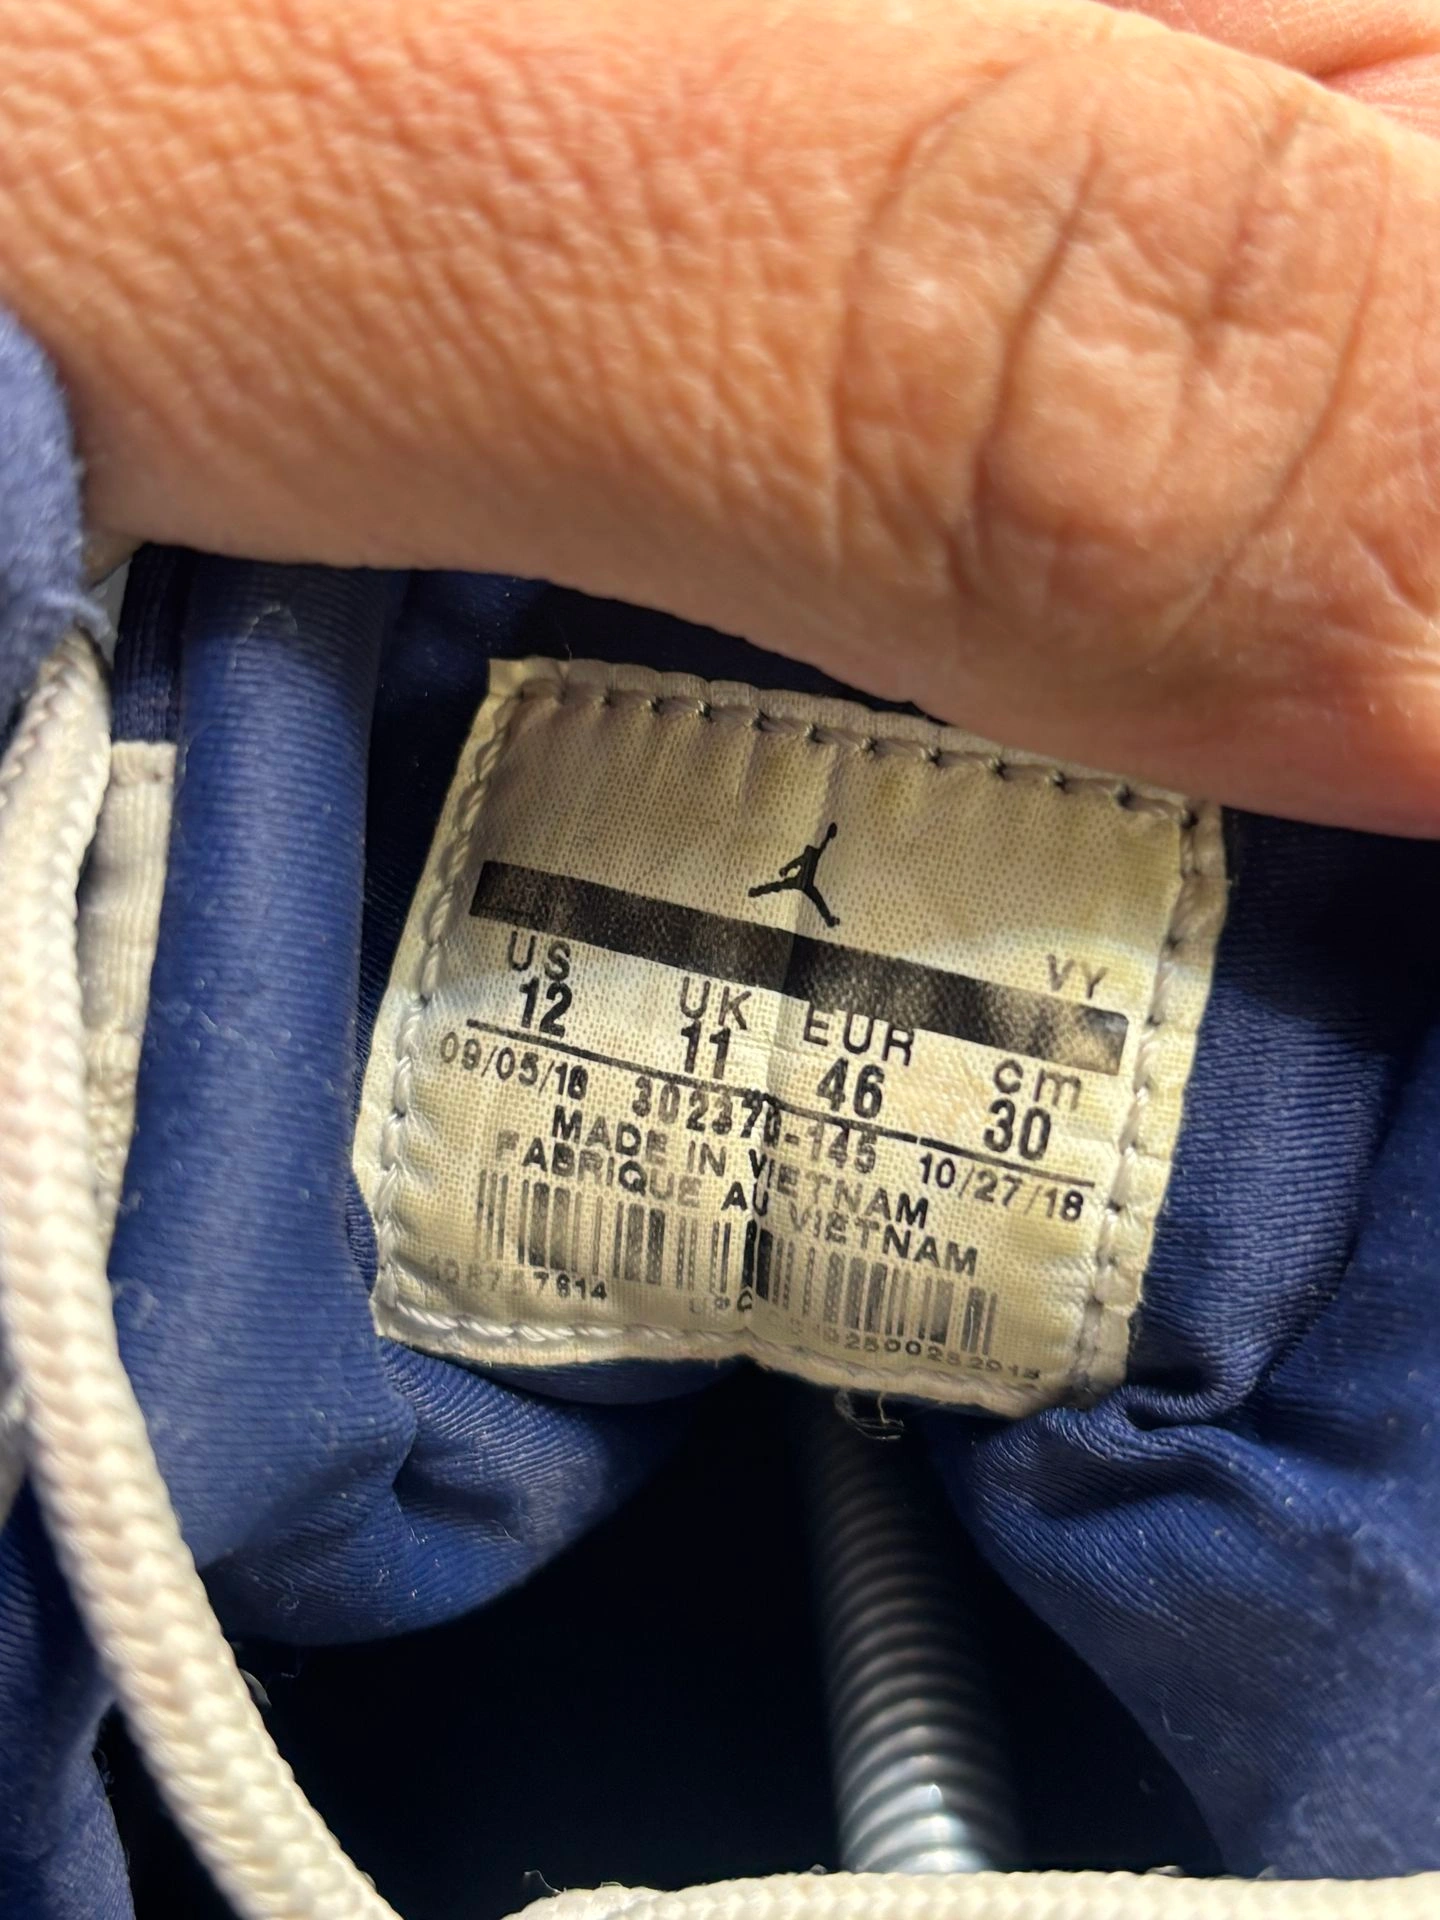 VY
US UK EUR cm
12 11 46 30
09/05/18 302370-145 10/27/18
MADE IN VIETNAM
FABRIQUE AU VIETNAM